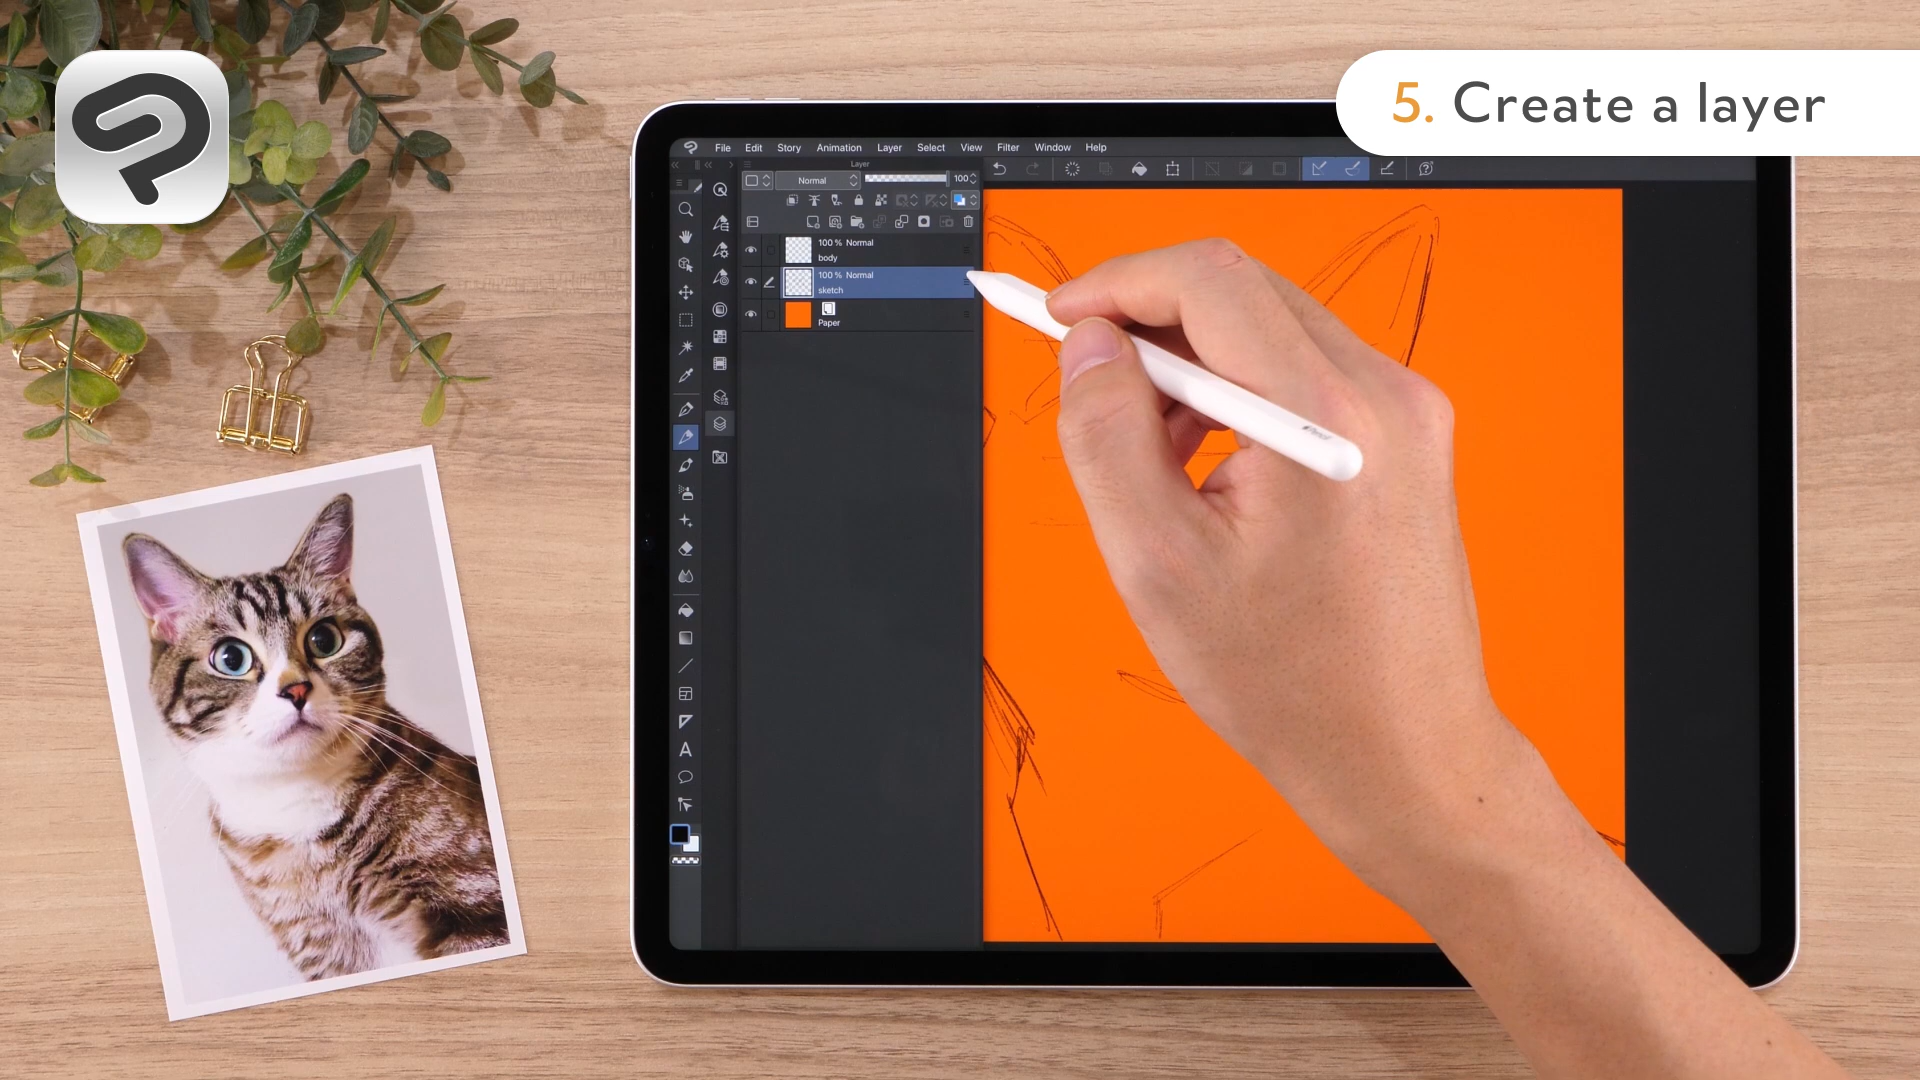 5. Create a layer
File Edit Story Animation Layer Select View Filter Window Help
Layer
Normal 100
100 % Normal
body
100 % Normal
sketch
Paper
A
Pencil